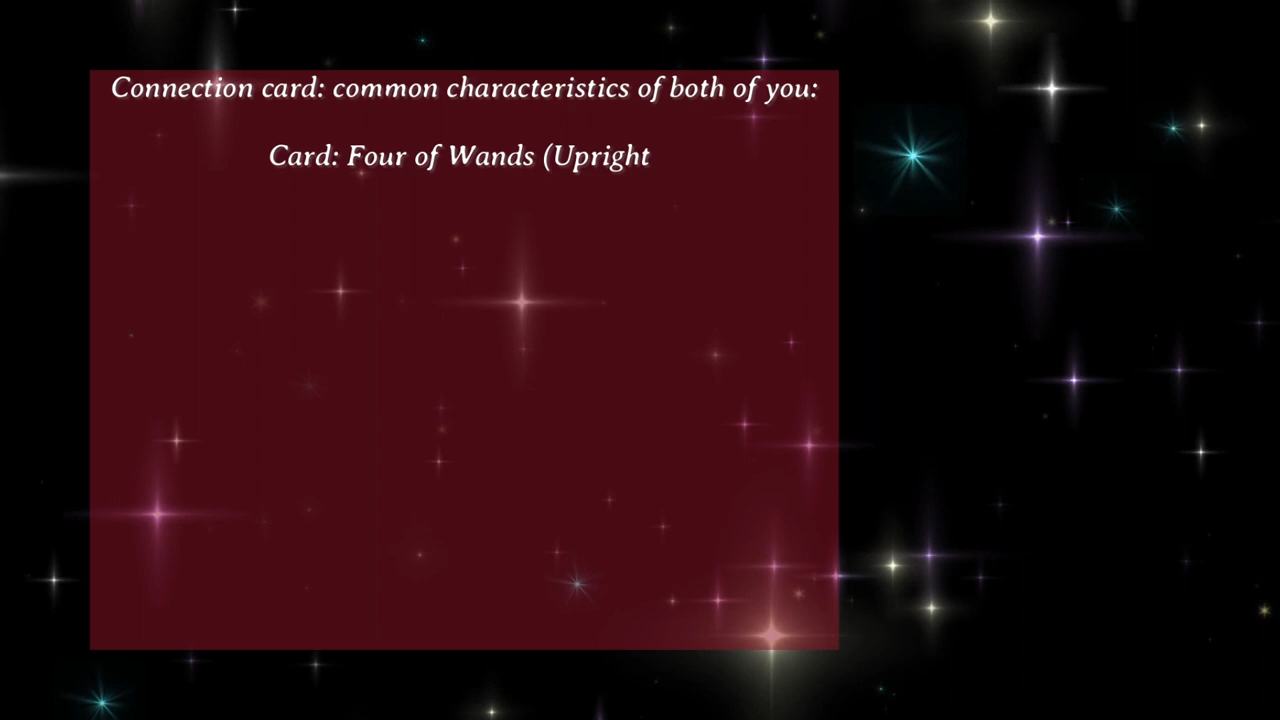 Connection card: common characteristics of both of you:
Card: Four of Wands (Upright